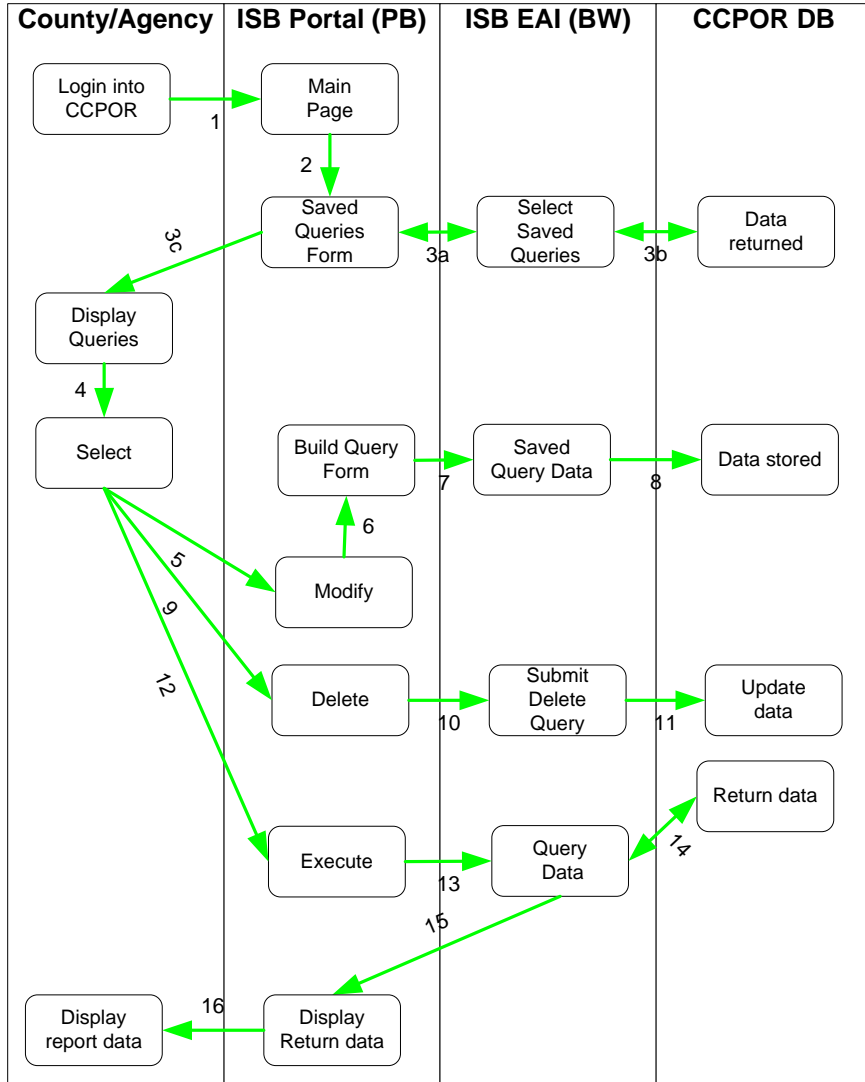 County/Agency
ISB Portal (PB)
ISB EAI (BW)
CCPOR DB
Login into
CCPOR
1
Main
Page
2
Saved
Queries
Form
3a
Select
Saved
Queries
3b
Data
returned
3c
Display
Queries
4
Select
Build Query
Form
7
Saved
Query Data
8
Data stored
6
5
Modify
9
12
Delete
10
Submit
Delete
Query
11
Update
data
Return data
Execute
13
Query
Data
14
15
16
Display
report data
Display
Return data